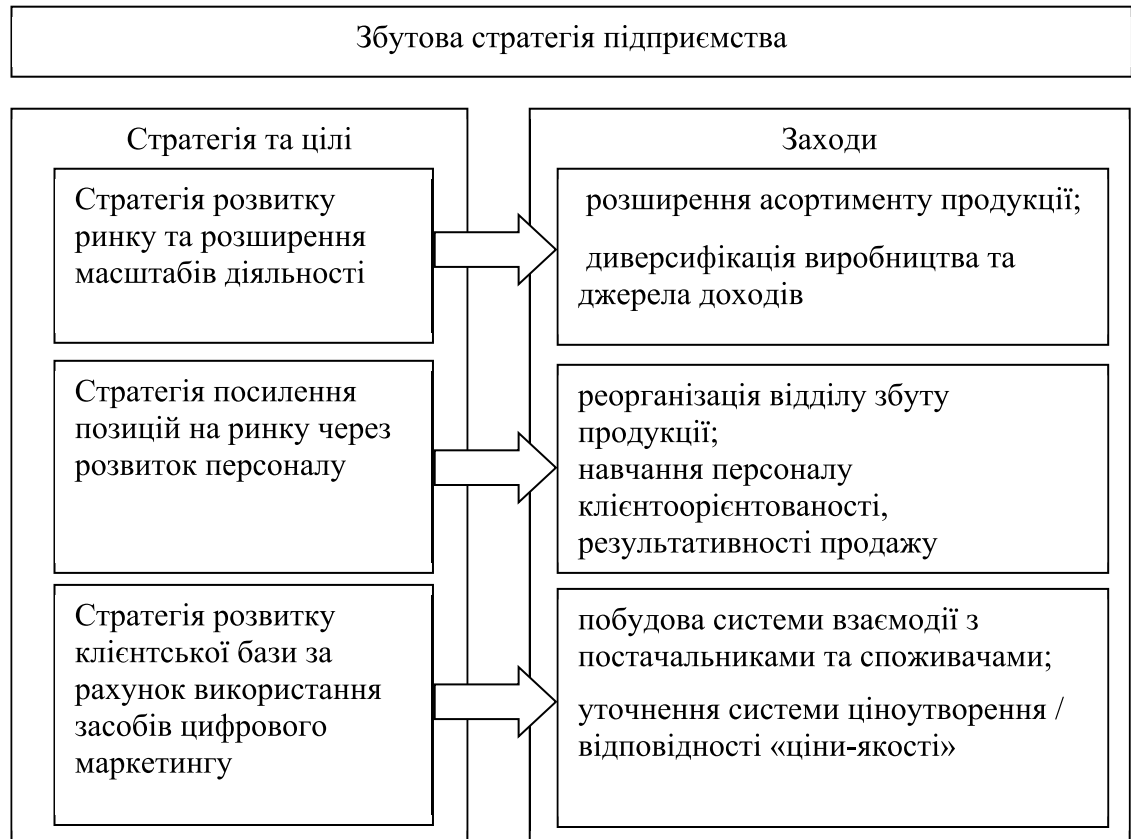 Збутова стратегія підприємства
Стратегія та цілі
Стратегія розвитку
ринку та розширення
масштабів діяльності
Стратегія посилення
позицій на ринку через
розвиток персоналу
Стратегія розвитку
клієнтської бази за
рахунок використання
засобів цифрового
маркетингу
Заходи
розширення асортименту продукції;
диверсифікація виробництва та
джерела доходів
реорганізація відділу збуту
продукції;
навчання персоналу
клієнтоорієнтованості,
результативності продажу
побудова системи взаємодії з
постачальниками та споживачами;
уточнення системи ціноутворення /
відповідності «ціни-якості»